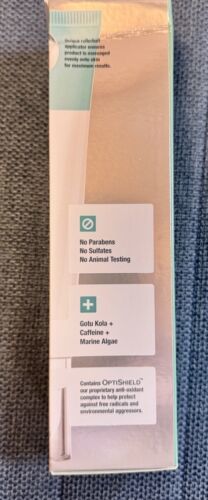 Unique rollerball
applicator ensures
product is massaged
evenly onto skin
for maximum results.
No Parabens
No Sulfates
No Animal Testing
Gotu Kola +
Caffeine +
Marine Algae
Contains OPTISHIELD™
our proprietary anti-oxidant
complex to help protect
against free radicals and
environmental aggressors.